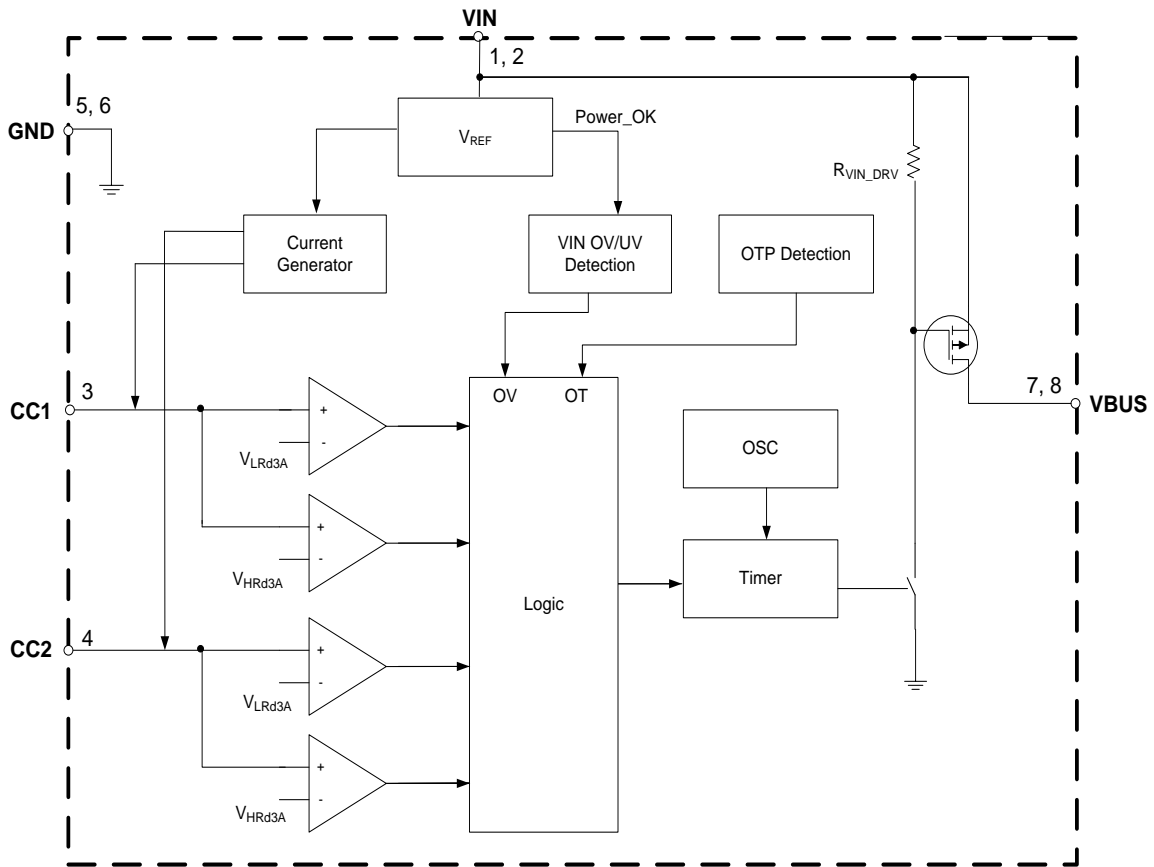 VIN
1, 2
5, 6
GND
Power_OK
VREF
RVIN_DRV
Current
Generator
VIN OV/UV
Detection
OTP Detection
3
CC1
OV OT
7, 8
VBUS
+
-
VLRd3A
OSC
+
-
VHRd3A
Timer
Logic
4
CC2
+
-
VLRd3A
+
-
VHRd3A